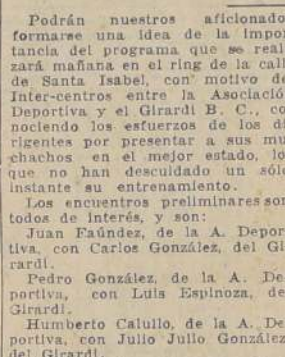 Podrán nuestros aficionado
formarse una idea de la impor
tancia del programa que se real
zará mañana en el ring de la call
de Santa Isabel, con motivo de
Inter-centros entre la Asociació
Deportiva y el Girardi B. C., co
nociendo los esfuerzos de los di
rigentes por presentar a sus mu
chachos en el mejor estado, lo
que no han descuidado un sólo
instante su entrenamiento.
Los encuentros preliminares son
todos de interés, y son:
Juan Faúndez, de la A. Depor
tiva, con Carlos González, del Gi
rardi.
Pedro González, de la A. De
portiva, con Luis Espinoza, de
Girardi.
Humberto Calullo, de la A. De
portiva, con Julio Julio González
del Girardi.